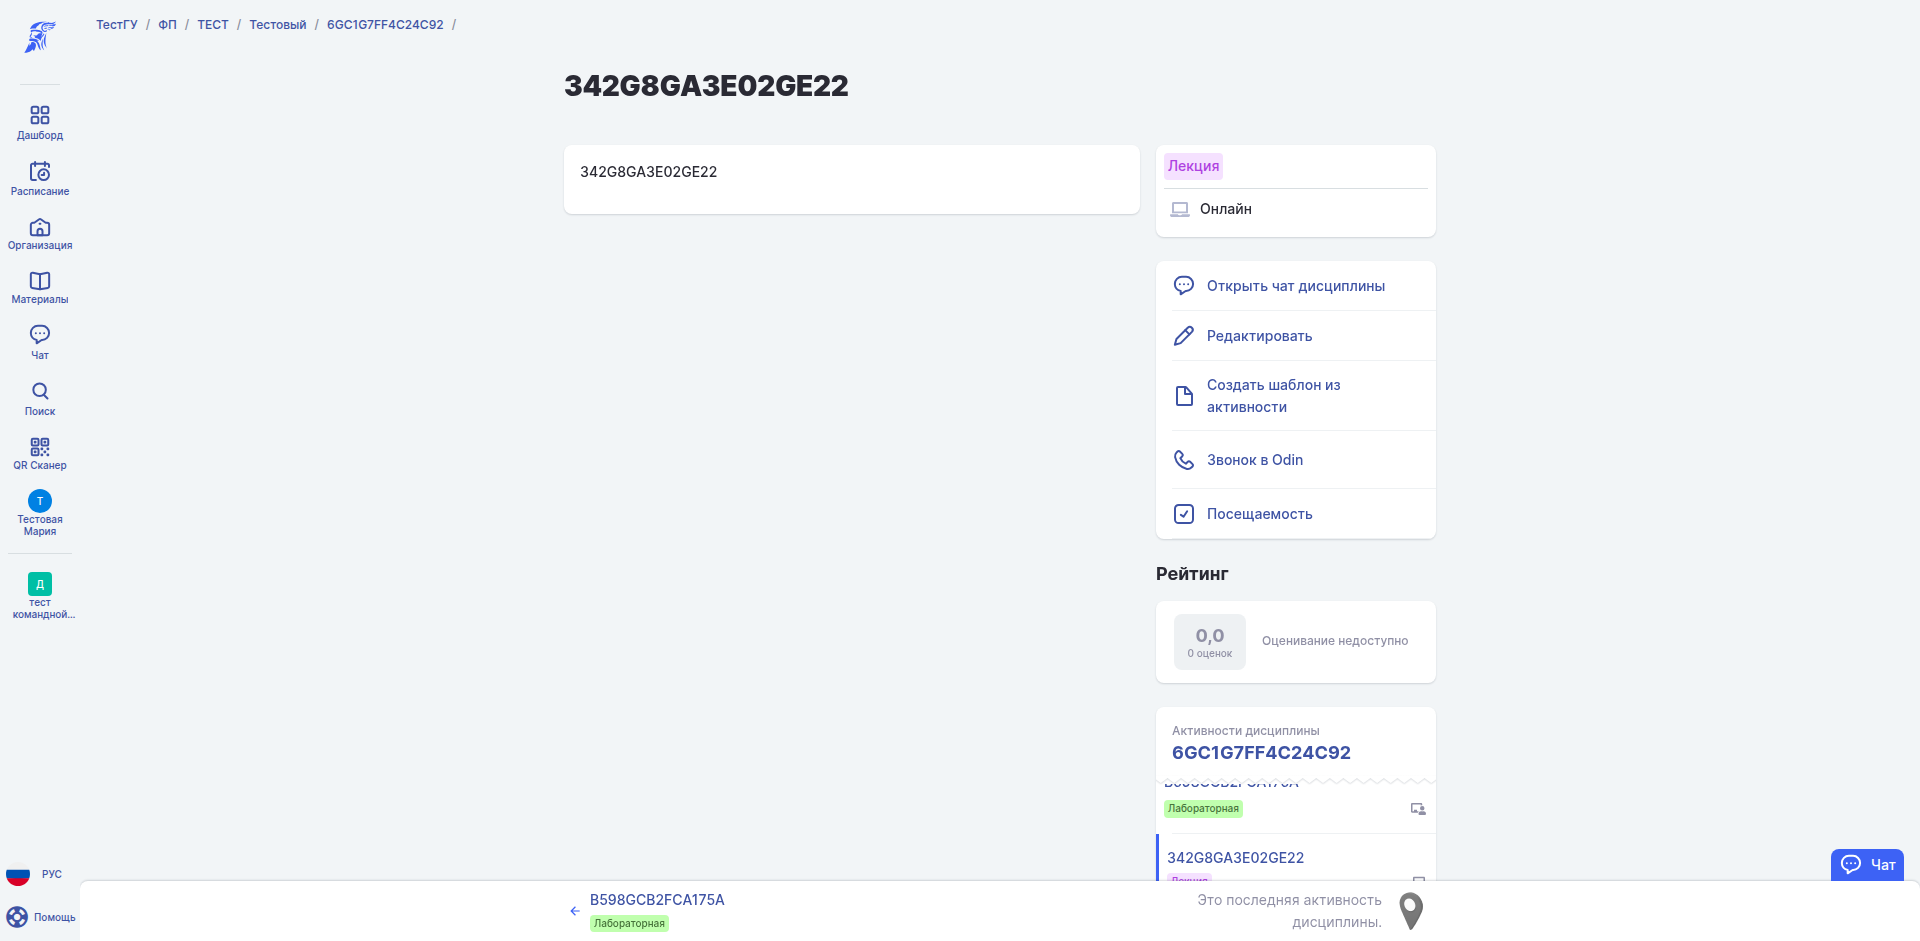 ТестГУ / ФП / ТЕСТ / Тестовый / 6GC1G7FF4C24C92 /
342G8GA3E02GE22
Дашборд
Расписание
Организация
Материалы
Чат
Поиск
QR Сканер
Т
Тестовая
Мария
Д
тест
командной...
РУС
Помощь
342G8GA3E02GE22
Лекция
Онлайн
Открыть чат дисциплины
Редактировать
Создать шаблон из
активности
Звонок в Odin
Посещаемость
Рейтинг
0,0
0 оценок
Оценивание недоступно
Активности дисциплины
6GC1G7FF4C24C92
B598GCB2FCA175A
Лабораторная
342G8GA3E02GE22
Лекция
Чат
B598GCB2FCA175A
Лабораторная
Это последняя активность
дисциплины.